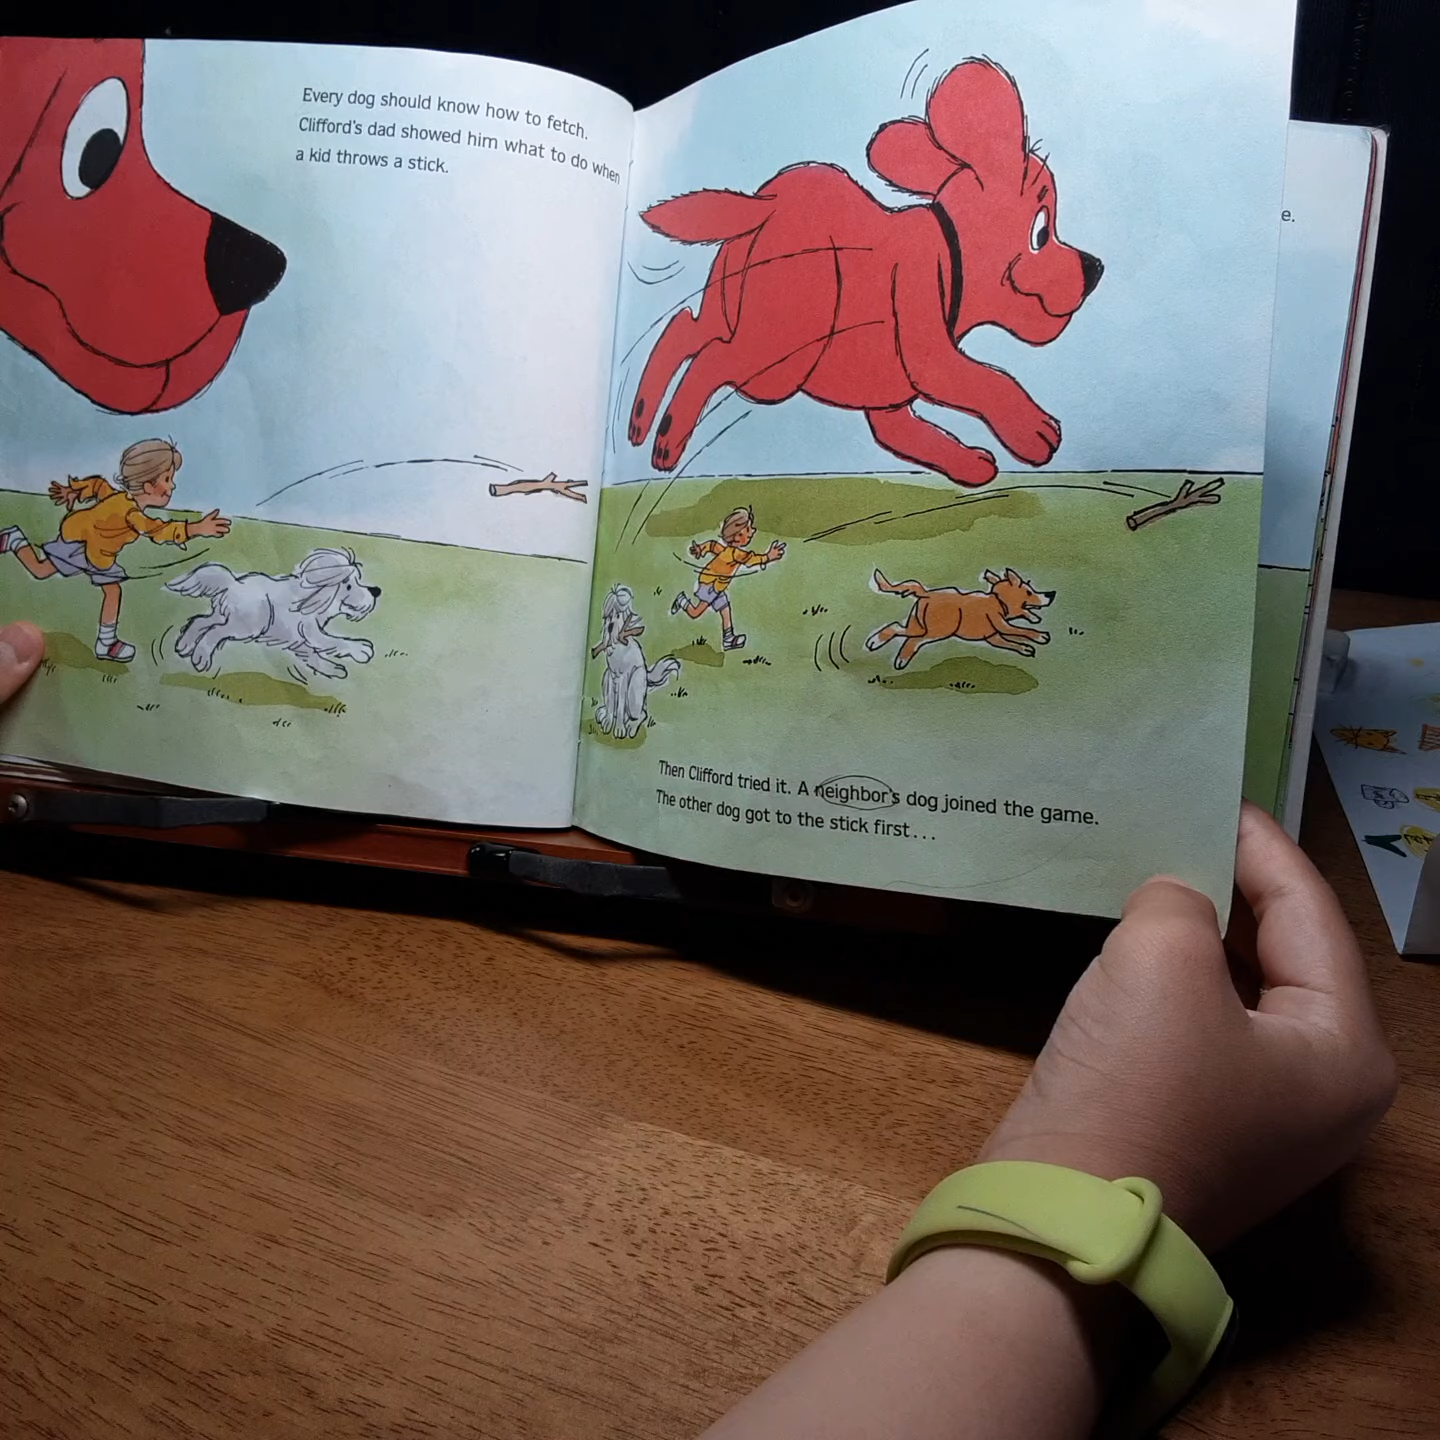 Every dog should know how to fetch.
Clifford's dad showed him what to do when
a kid throws a stick.
e.
Then Clifford tried it. A neighbor's dog joined the game.
The other dog got to the stick first...